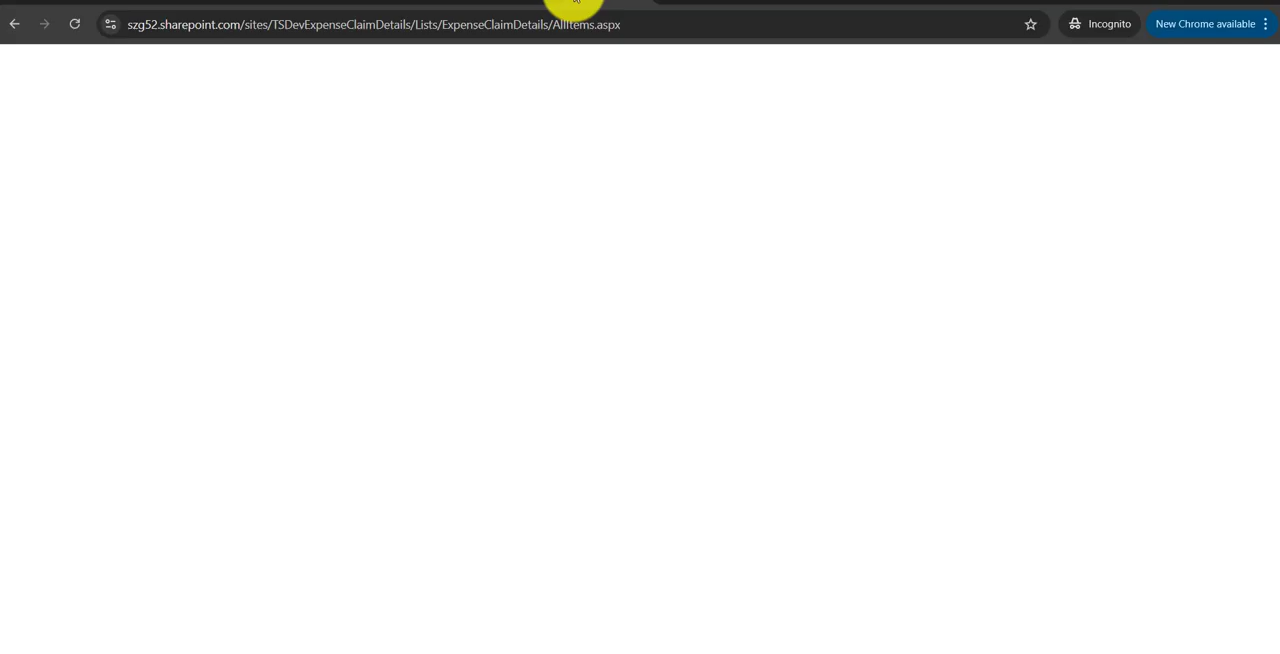 szg52.sharepoint.com/sites/TSDevExpenseClaimDetails/Lists/ExpenseClaimDetails/AllItems.aspx
Incognito
New Chrome available